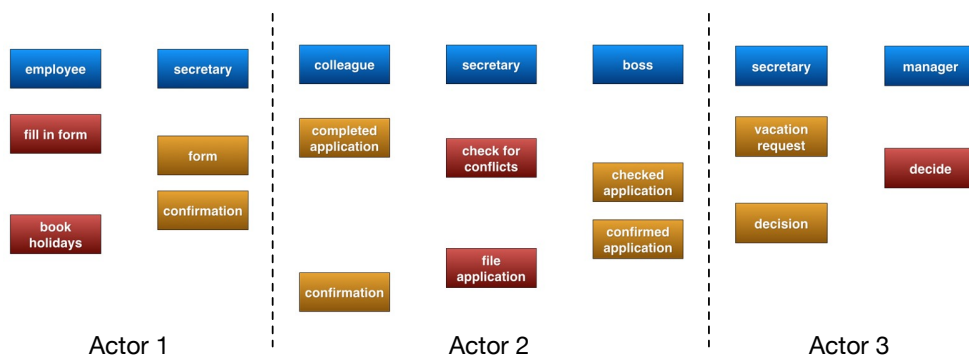 employee
secretary
fill in form
form
confirmation
book
holidays
Actor 1
colleague
secretary
boss
completed
application
check for
conflicts
checked
application
confirmed
application
file
application
confirmation
Actor 2
secretary
manager
vacation
request
decide
decision
Actor 3